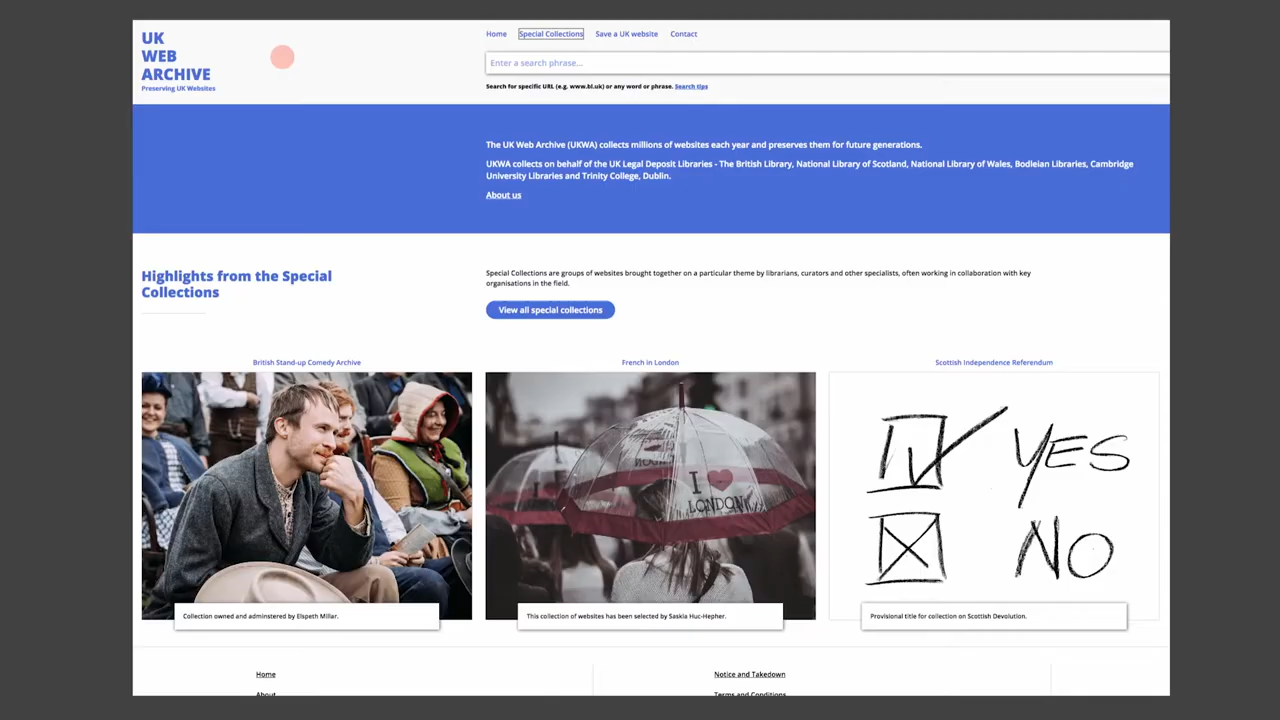 UK
WEB
ARCHIVE
Preserving UK Websites
Home Special Collections Save a UK website Contact
Enter a search phrase...
Search for specific URL (e.g. www.bl.uk) or any word or phrase. Search tips
The UK Web Archive (UKWA) collects millions of websites each year and preserves them for future generations.
UKWA collects on behalf of the UK Legal Deposit Libraries - The British Library, National Library of Scotland, National Library of Wales, Bodleian Libraries, Cambridge
University Libraries and Trinity College, Dublin.
About us
Highlights from the Special
Collections
Special Collections are groups of websites brought together on a particular theme by librarians, curators and other specialists, often working in collaboration with key
organisations in the field.
View all special collections
British Stand-up Comedy Archive
Collection owned and adminstered by Elspeth Millar.
French in London
I
LONDON
This collection of websites has been selected by Saskia Huc-Hepher.
Scottish Independence Referendum
YES
NO
Provisional title for collection on Scottish Devolution.
Home
About
Notice and Takedown
Terms and Conditions